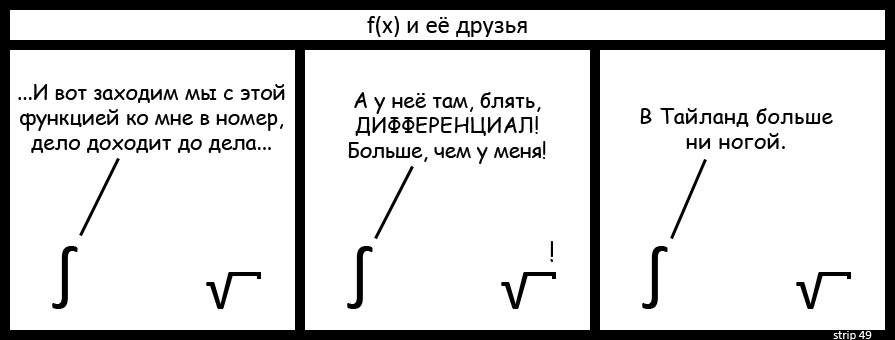 f(x) и её друзья
...И вот заходим мы с этой
функцией ко мне в номер,
дело доходит до дела...
∫
√
А у неё там, блять,
ДИФФЕРЕНЦИАЛ!
Больше, чем у меня!
!
∫
√
В Тайланд больше
ни ногой.
∫
√
strip 49